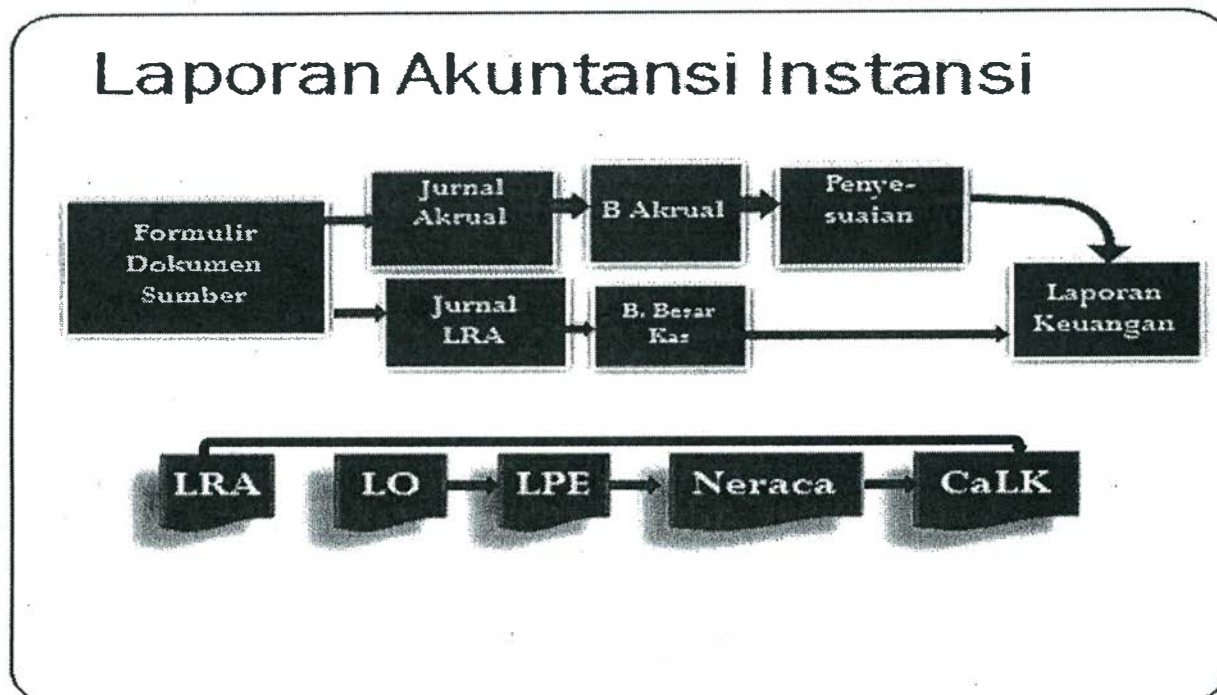 Laporan Akuntansi Instansi
Formulir
Dokumen
Sumber
Jurnal
Akrual
B Akrual
Penye-
suaian
Jurnal
LRA
B. Besar
Kas
Laporan
Keuangan
LRA
LO
LPE
Neraca
CaLK